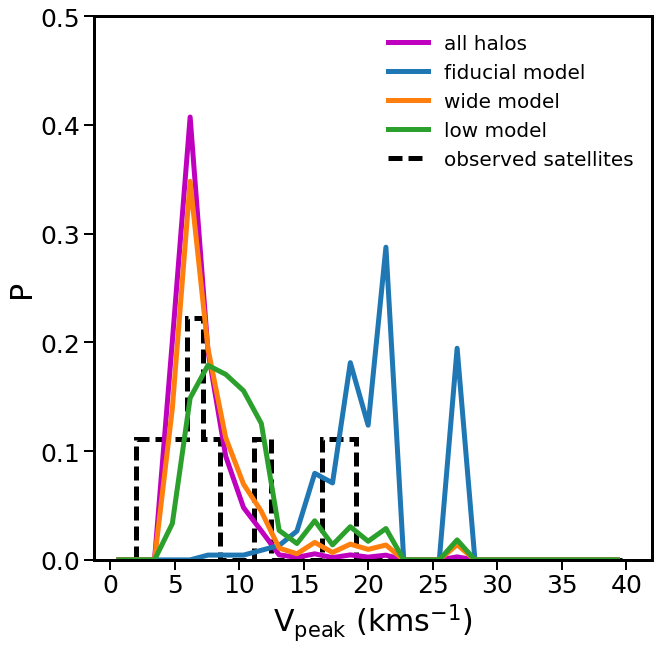 0.5
0.4
0.3
0.2
0.1
0.0
P
all halos
fiducial model
wide model
low model
observed satellites
0 5 10 15 20 25 30 35 40
V_peak (kms⁻¹)